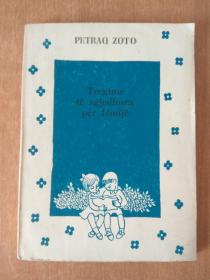 PETRAQ ZOTO
Tregime
të zgjedhura
për fëmijë